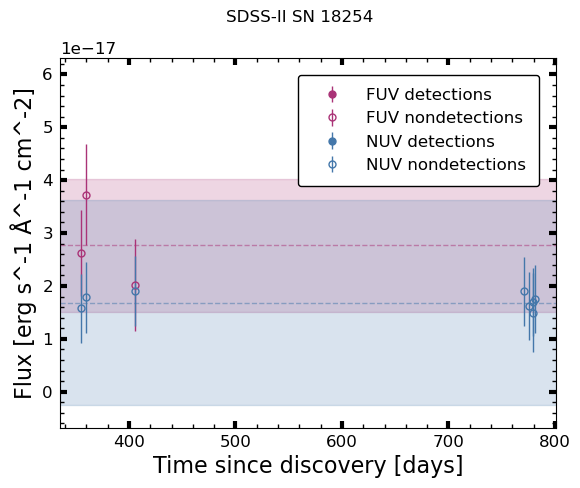 SDSS-II SN 18254
1e−17
FUV detections
FUV nondetections
NUV detections
NUV nondetections
6
5
4
3
2
1
0
Flux [erg s^-1 Å^-1 cm^-2]
400 500 600 700 800
Time since discovery [days]